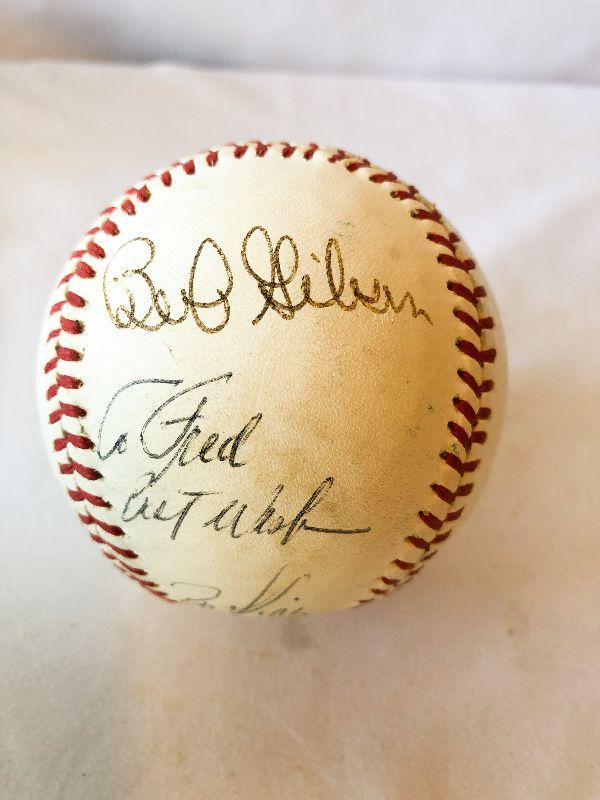 Bob Gibson
To Fred
Best Wishes